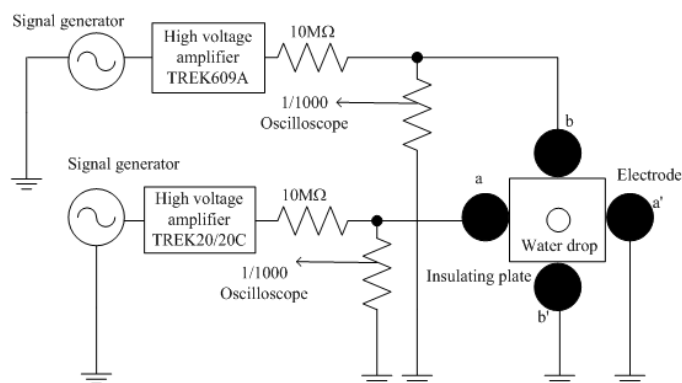 Signal generator
High voltage
amplifier
TREK609A
10MΩ
1/1000
Oscilloscope
b
Signal generator
High voltage
amplifier
TREK20/20C
10MΩ
1/1000
Oscilloscope
a
Electrode
a'
Water drop
Insulating plate
b'